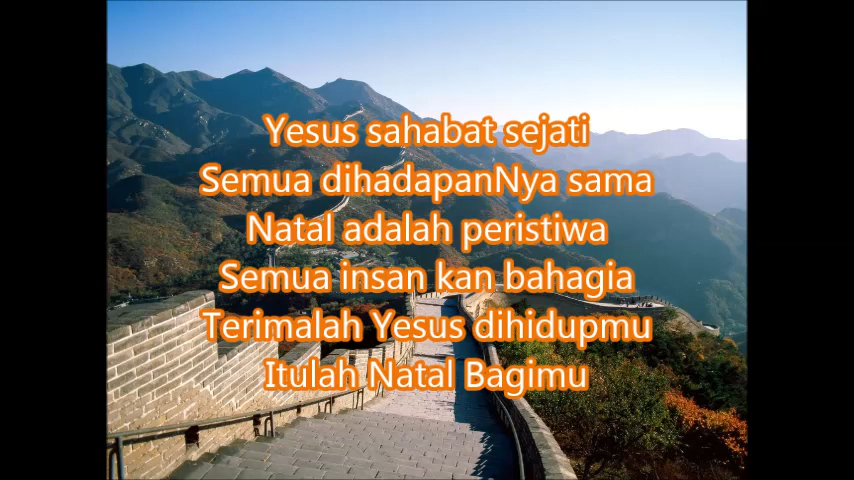 Yesus sahabat sejati
Semua dihadapanNya sama
Natal adalah peristiwa
Semua insan kan bahagia
Terimalah Yesus dihidupmu
Itulah Natal Bagimu